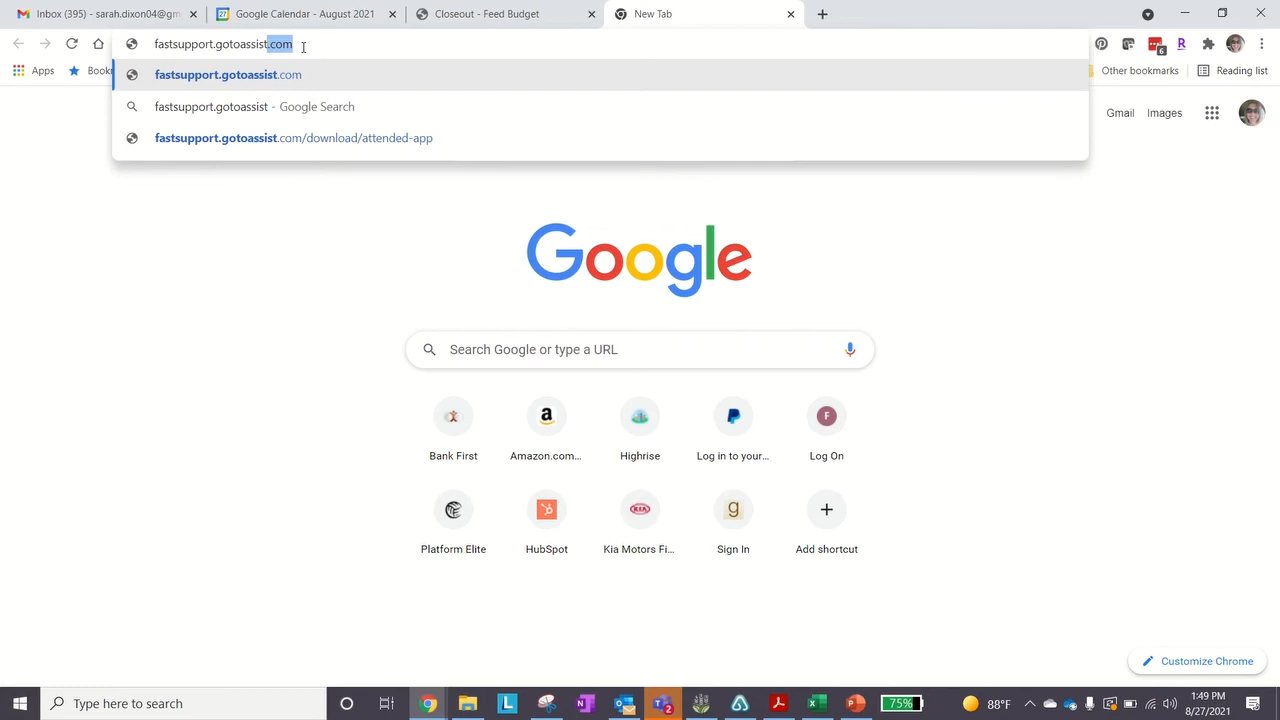 Inbox (395) - sarah.dixon04@gm
Google Calendar - August 2021
Closeout - Feed Budget
New Tab
fastsupport.gotoassist.com
6
R
Apps
Book
fastsupport.gotoassist.com
Other bookmarks
Reading list
fastsupport.gotoassist - Google Search
Gmail
Images
fastsupport.gotoassist.com/download/attended-app
Google
Search Google or type a URL
Bank First
Amazon.com...
Highrise
Log in to your...
F
Log On
Platform Elite
HubSpot
KIA
Kia Motors Fi...
g
Sign In
Add shortcut
Customize Chrome
Type here to search
75%
88°F
1:49 PM
8/27/2021